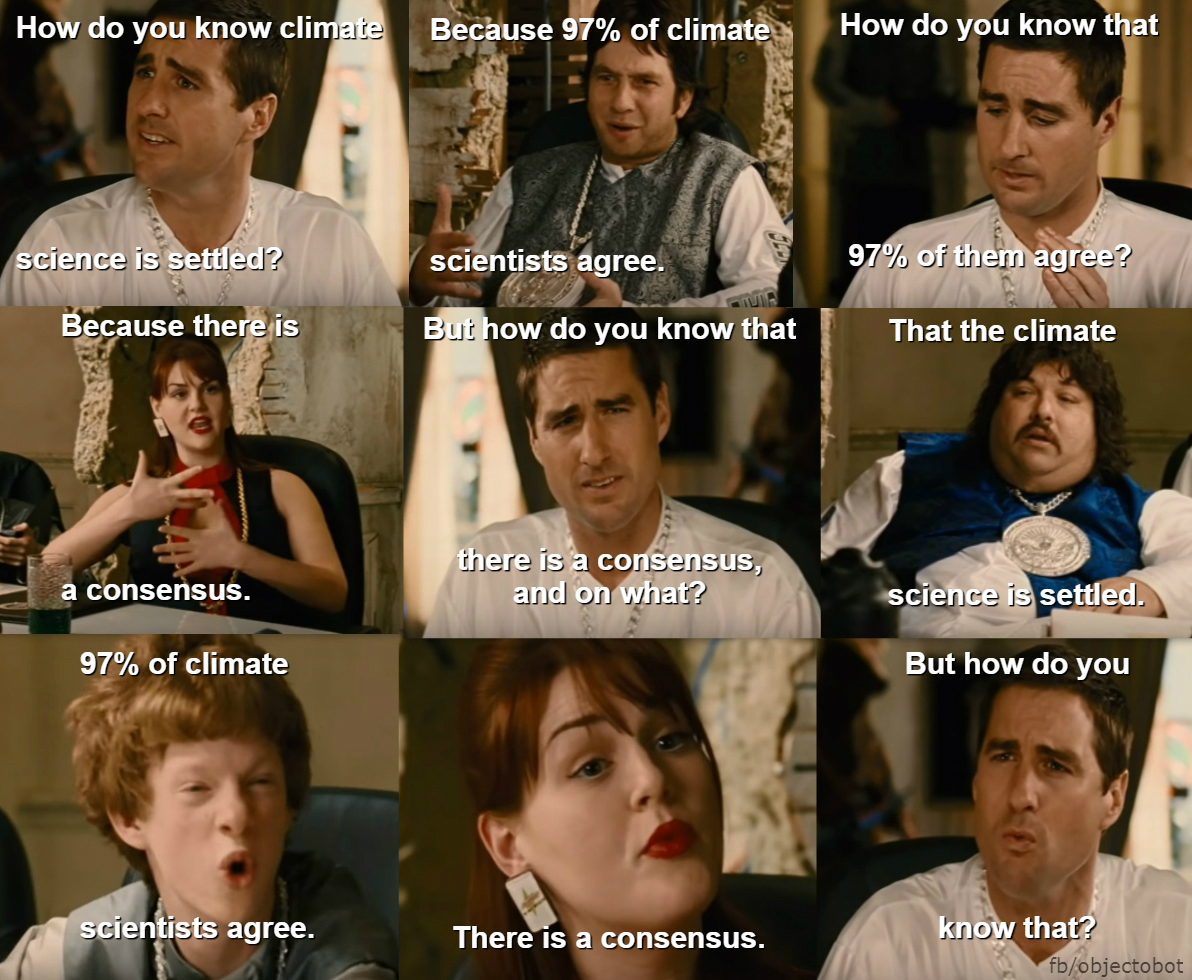 How do you know climate
science is settled?
Because 97% of climate
scientists agree.
How do you know that
97% of them agree?
Because there is
a consensus.
But how do you know that
there is a consensus,
and on what?
That the climate
science is settled.
97% of climate
scientists agree.
There is a consensus.
But how do you
know that?
fb/objectobot